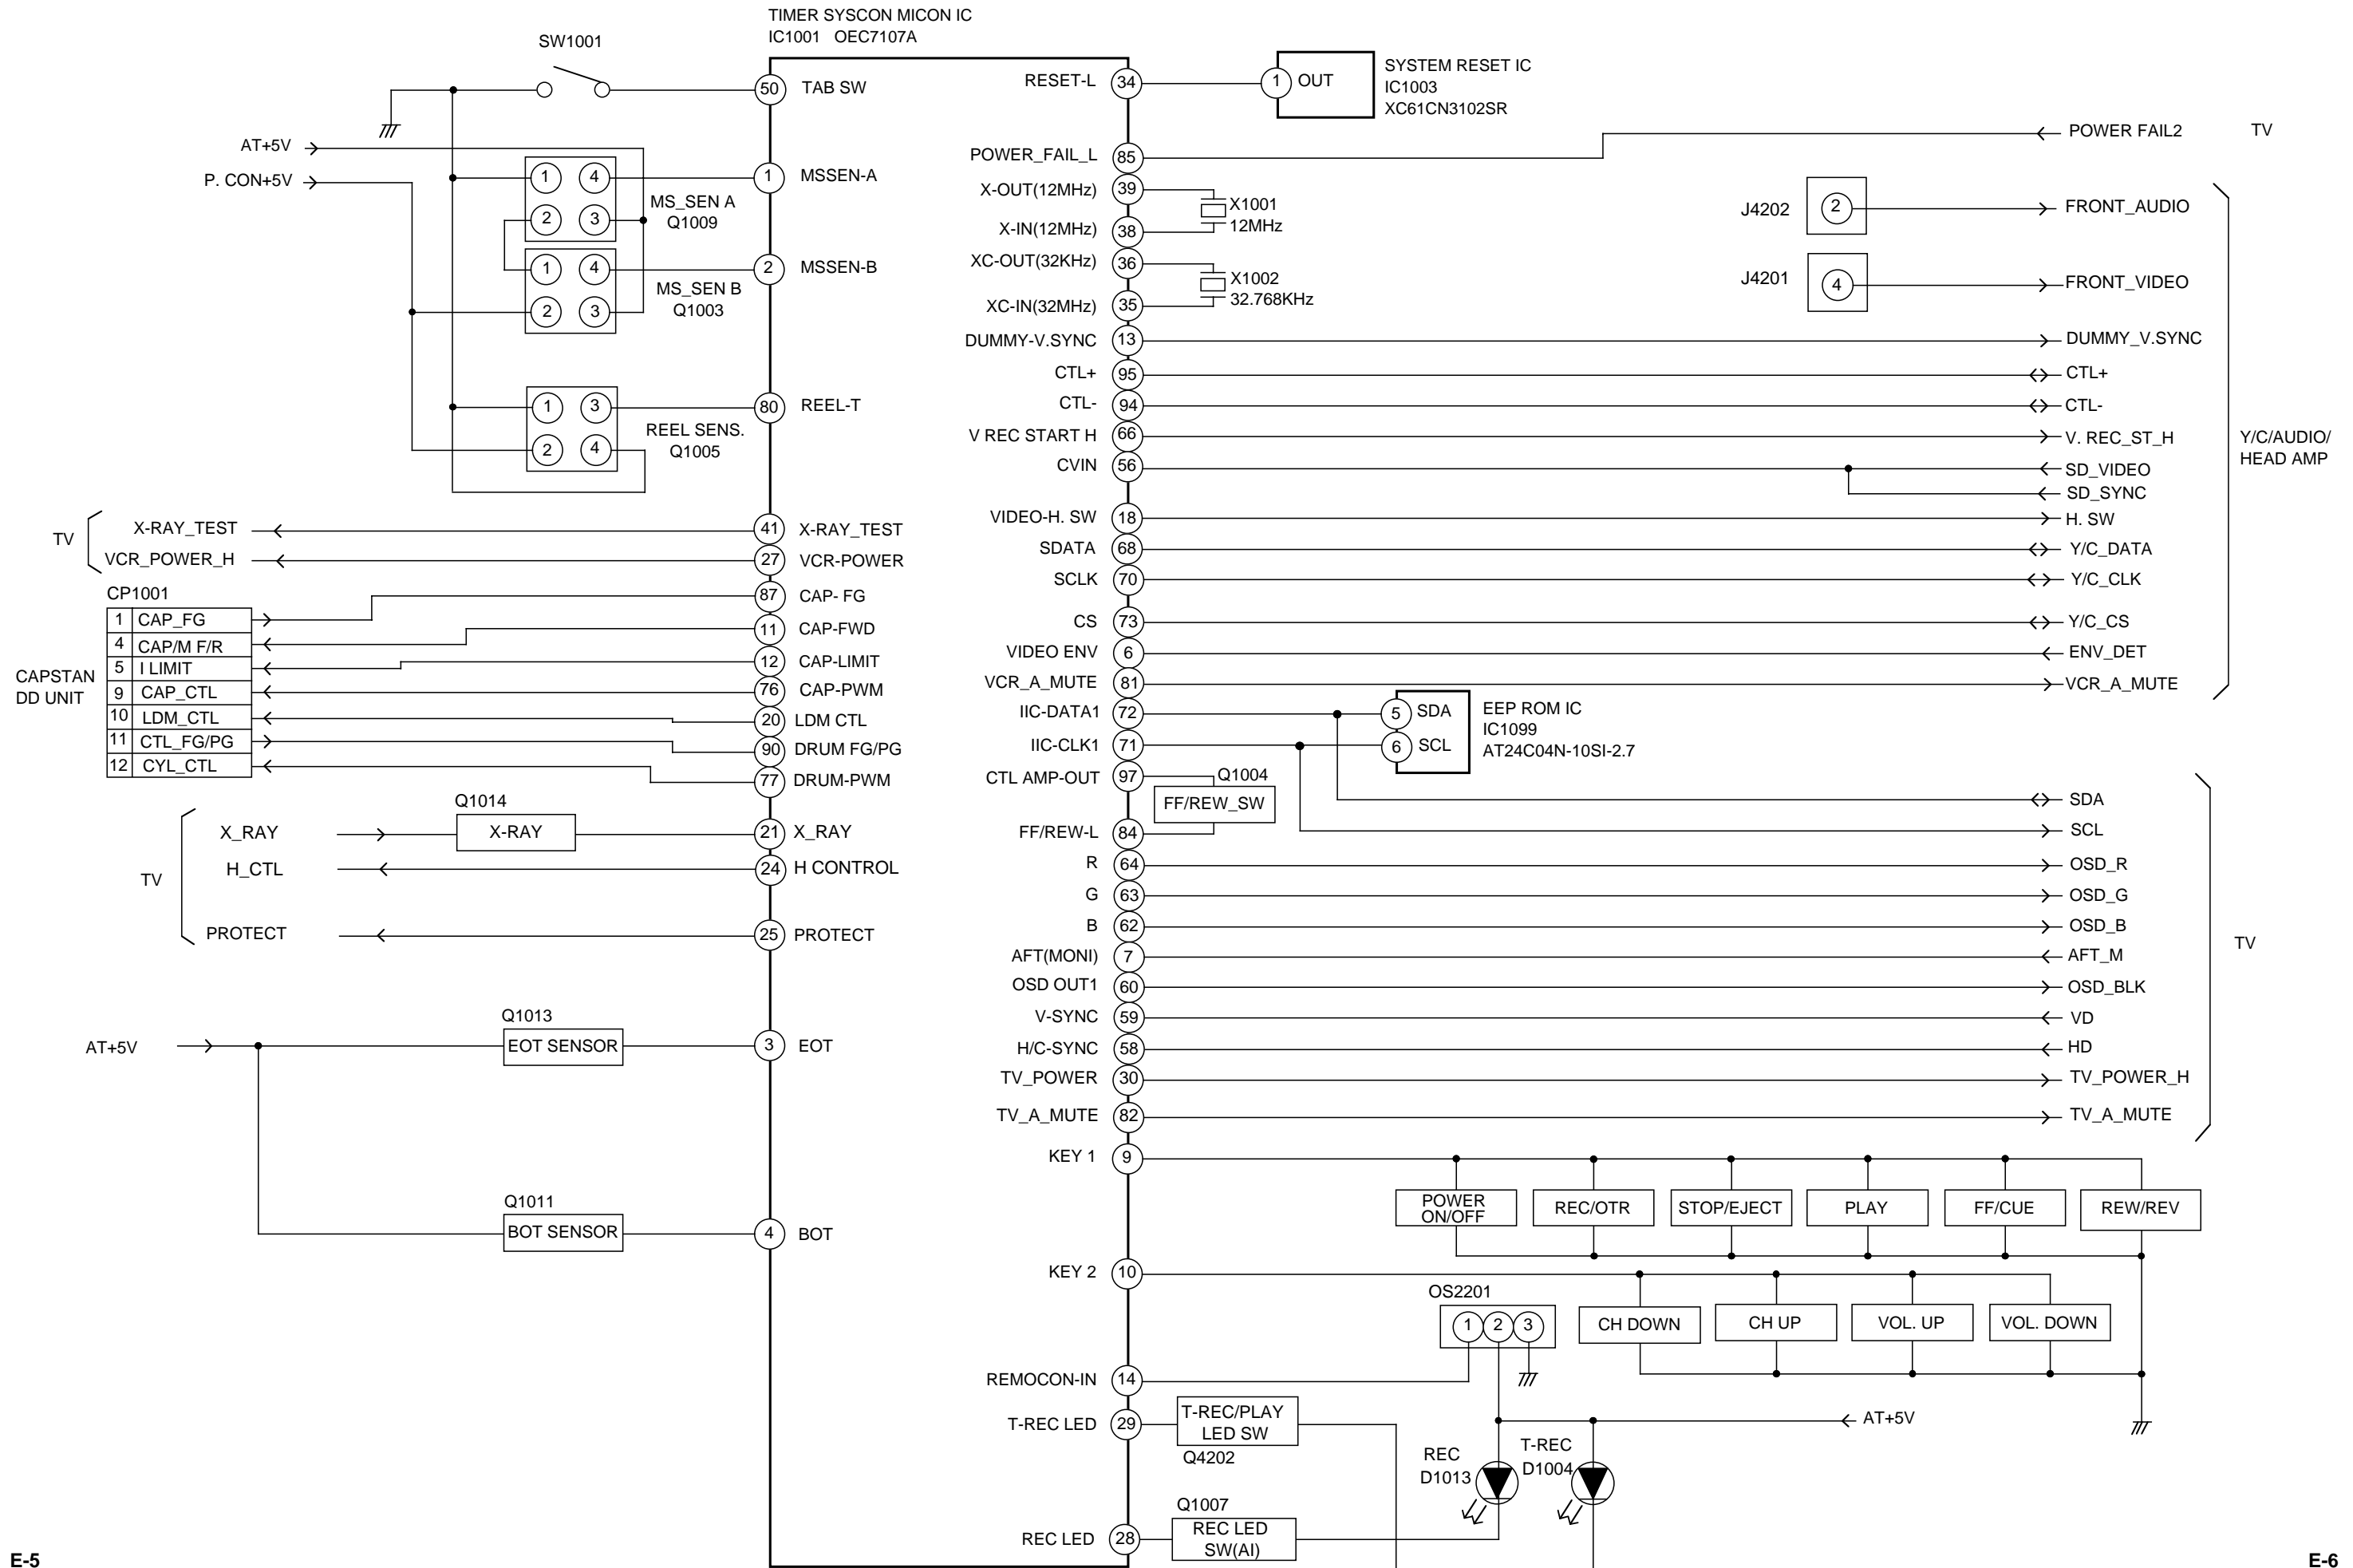 TIMER SYSCON MICON IC
IC1001 OEC7107A
SW1001
50 TAB SW
AT+5V
P. CON+5V
1 4
2 3
MS_SEN A
Q1009
1 MSSEN-A
1 4
2 3
MS_SEN B
Q1003
2 MSSEN-B
1 3
2 4
REEL SENS.
Q1005
80 REEL-T
TV
X-RAY_TEST 41 X-RAY_TEST
VCR_POWER_H 27 VCR-POWER
CP1001
CAPSTAN
DD UNIT
1 CAP_FG 87 CAP- FG
4 CAP/M F/R 11 CAP-FWD
5 I LIMIT 12 CAP-LIMIT
9 CAP_CTL 76 CAP-PWM
10 LDM_CTL 20 LDM CTL
11 CTL_FG/PG 90 DRUM FG/PG
12 CYL_CTL 77 DRUM-PWM
TV
Q1014
X_RAY X-RAY 21 X_RAY
H_CTL 24 H CONTROL
PROTECT 25 PROTECT
AT+5V
Q1013
EOT SENSOR 3 EOT
Q1011
BOT SENSOR 4 BOT
RESET-L 34 1 OUT
SYSTEM RESET IC
IC1003
XC61CN3102SR
POWER_FAIL_L 85 POWER FAIL2 TV
X-OUT(12MHz) 39
X-IN(12MHz) 38
X1001
12MHz
XC-OUT(32KHz) 36
XC-IN(32MHz) 35
X1002
32.768KHz
J4202 2 FRONT_AUDIO
J4201 4 FRONT_VIDEO
DUMMY-V.SYNC 13 DUMMY_V.SYNC
CTL+ 95 CTL+
CTL- 94 CTL-
V REC START H 66 V. REC_ST_H
CVIN 56 SD_VIDEO
SD_SYNC
VIDEO-H. SW 18 H. SW
SDATA 68 Y/C_DATA
SCLK 70 Y/C_CLK
CS 73 Y/C_CS
VIDEO ENV 6 ENV_DET
VCR_A_MUTE 81 VCR_A_MUTE
Y/C/AUDIO/
HEAD AMP
IIC-DATA1 72 5 SDA
IIC-CLK1 71 6 SCL
EEP ROM IC
IC1099
AT24C04N-10SI-2.7
CTL AMP-OUT 97 Q1004
FF/REW_SW
FF/REW-L 84
SDA
SCL
R 64 OSD_R
G 63 OSD_G
B 62 OSD_B
AFT(MONI) 7 AFT_M
OSD OUT1 60 OSD_BLK
V-SYNC 59 VD
H/C-SYNC 58 HD
TV_POWER 30 TV_POWER_H
TV_A_MUTE 82 TV_A_MUTE
TV
KEY 1 9
POWER
ON/OFF
REC/OTR
STOP/EJECT
PLAY
FF/CUE
REW/REV
KEY 2 10
OS2201
1 2 3
CH DOWN
CH UP
VOL. UP
VOL. DOWN
REMOCON-IN 14
T-REC LED 29
T-REC/PLAY
LED SW
Q4202
AT+5V
REC
D1013
T-REC
D1004
Q1007
REC LED 28
REC LED
SW(AI)
E-5
E-6